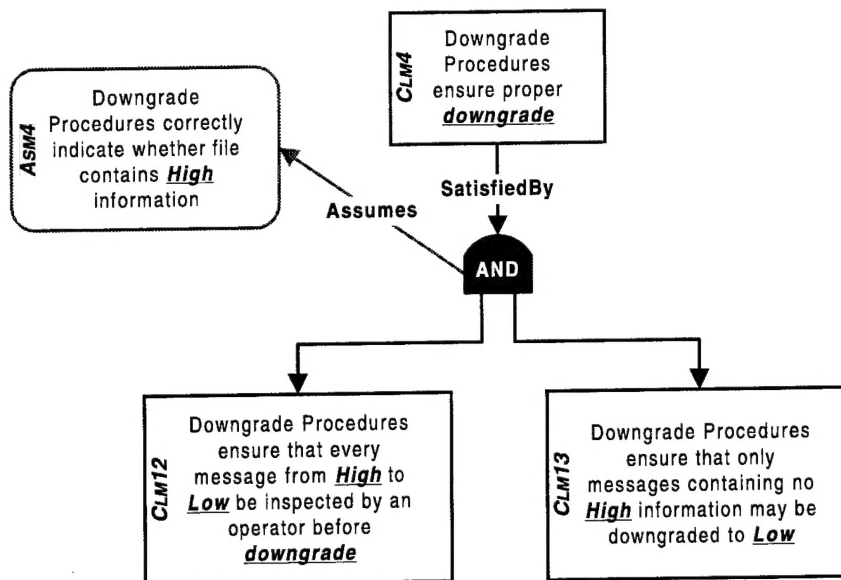 CLM4
Downgrade
Procedures
ensure proper
downgrade
ASM4
Downgrade
Procedures correctly
indicate whether file
contains High
information
SatisfiedBy
Assumes
AND
CLM12
Downgrade Procedures
ensure that every
message from High to
Low be inspected by an
operator before
downgrade
CLM13
Downgrade Procedures
ensure that only
messages containing no
High information may be
downgraded to Low